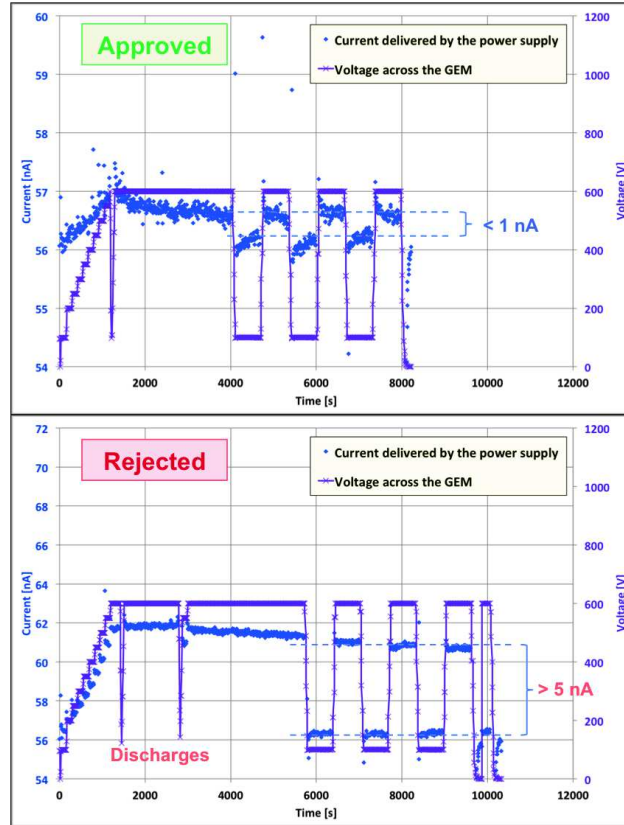 Approved
Current delivered by the power supply
Voltage across the GEM
Current [nA]
60
59
58
57
56
55
54
< 1 nA
Voltage [V]
1200
1000
800
600
400
200
0
0 2000 4000 6000 8000 10000 12000
Time [s]
Rejected
Current delivered by the power supply
Voltage across the GEM
Current [nA]
72
70
68
66
64
62
60
58
56
54
Discharges
> 5 nA
Voltage [V]
1200
1000
800
600
400
200
0
0 2000 4000 6000 8000 10000 12000
Time [s]